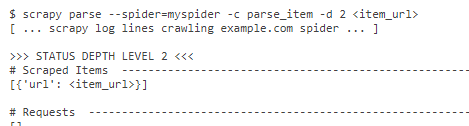 $ scrapy parse --spider=myspider -c parse_item -d 2 <item_url>
[ ... scrapy log lines crawling example.com spider ... ]
>>> STATUS DEPTH LEVEL 2 <<<
# Scraped Items  ------------------------------------------------
[{'url': <item_url>}]
# Requests  -----------------------------------------------------
[]